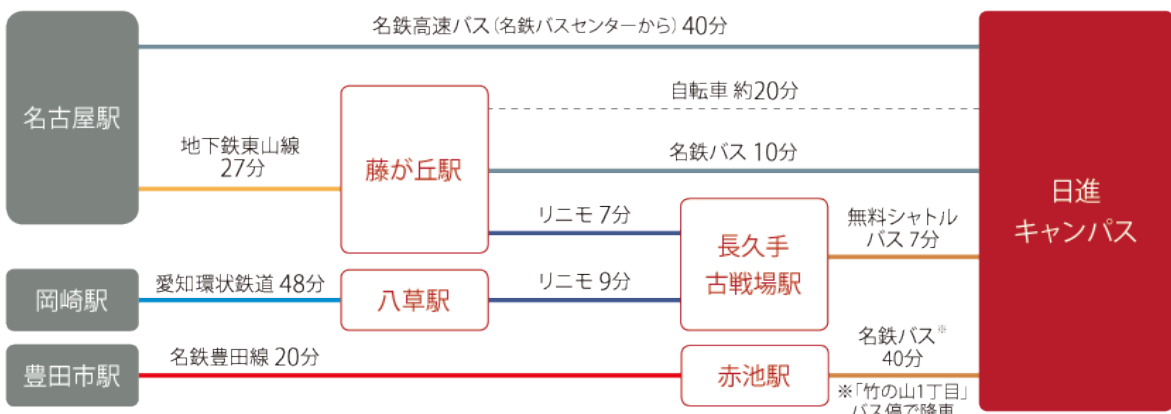 名鉄高速バス(名鉄バスセンターから) 40分
名古屋駅
自転車 約20分
地下鉄東山線
27分
藤が丘駅
名鉄バス 10分
日進
キャンパス
リニモ 7分
長久手
古戦場駅
無料シャトル
バス 7分
岡崎駅
愛知環状鉄道 48分
八草駅
リニモ 9分
豊田市駅
名鉄豊田線 20分
赤池駅
名鉄バス※
40分
※「竹の山1丁目」
バス停で降車